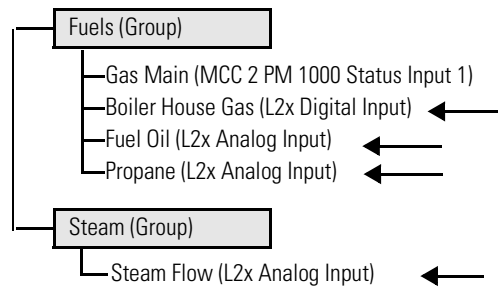 Fuels (Group)
Gas Main (MCC 2 PM 1000 Status Input 1)
Boiler House Gas (L2x Digital Input)
Fuel Oil (L2x Analog Input)
Propane (L2x Analog Input)
Steam (Group)
Steam Flow (L2x Analog Input)